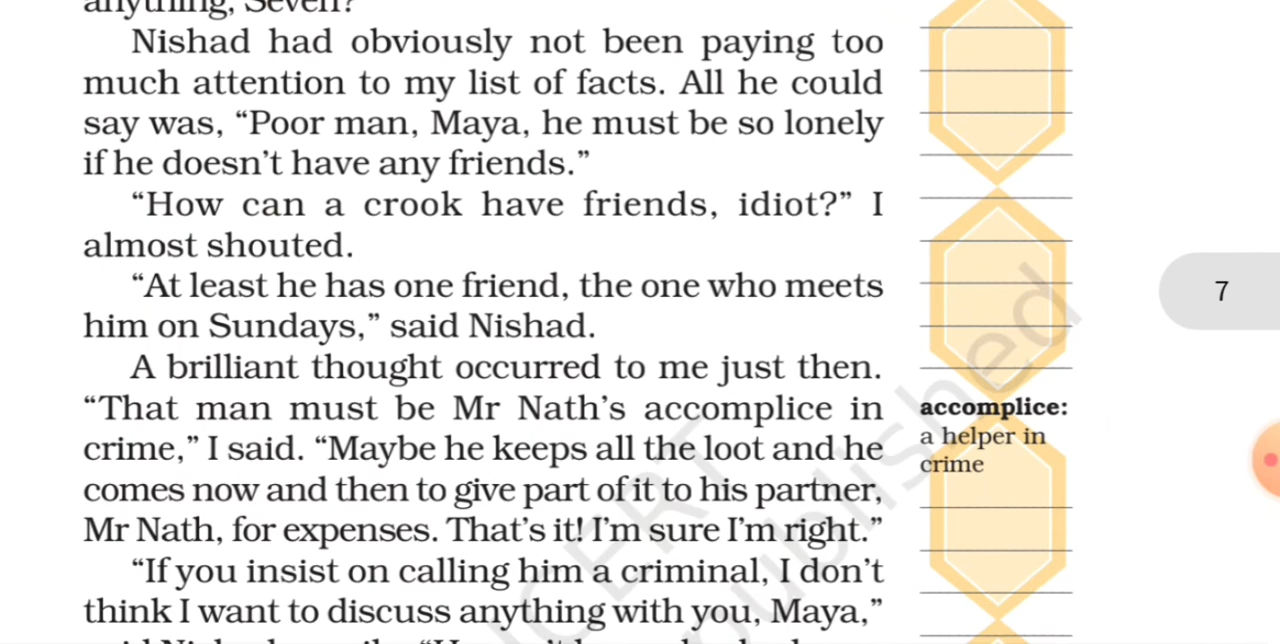 anything, Seven?
Nishad had obviously not been paying too
much attention to my list of facts. All he could
say was, “Poor man, Maya, he must be so lonely
if he doesn’t have any friends.”
“How can a crook have friends, idiot?” I
almost shouted.
“At least he has one friend, the one who meets
him on Sundays,” said Nishad.
A brilliant thought occurred to me just then.
“That man must be Mr Nath’s accomplice in
crime,” I said. “Maybe he keeps all the loot and he
comes now and then to give part of it to his partner,
Mr Nath, for expenses. That’s it! I’m sure I’m right.”
“If you insist on calling him a criminal, I don’t
think I want to discuss anything with you, Maya,”
accomplice:
a helper in
crime
7